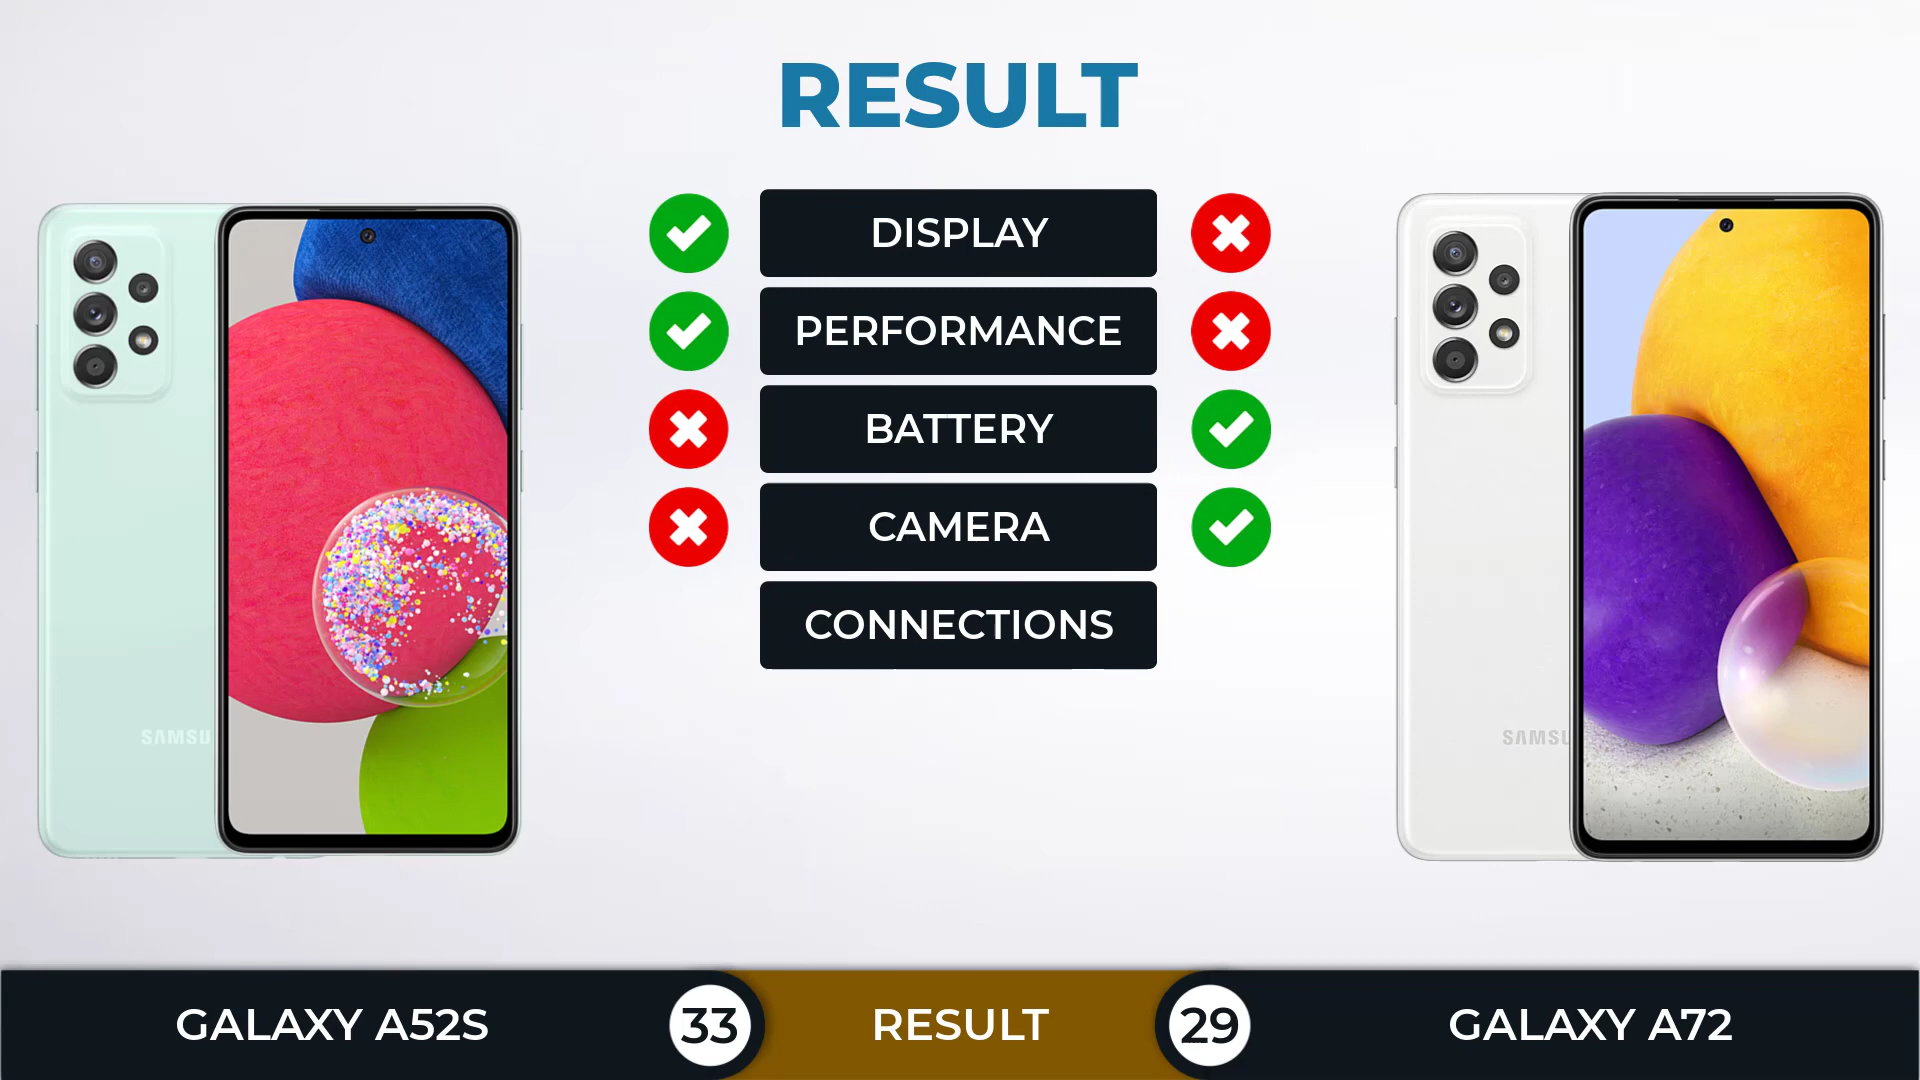 RESULT
DISPLAY
PERFORMANCE
BATTERY
CAMERA
CONNECTIONS
SAMSU
SAMSU
GALAXY A52S
33
RESULT
29
GALAXY A72